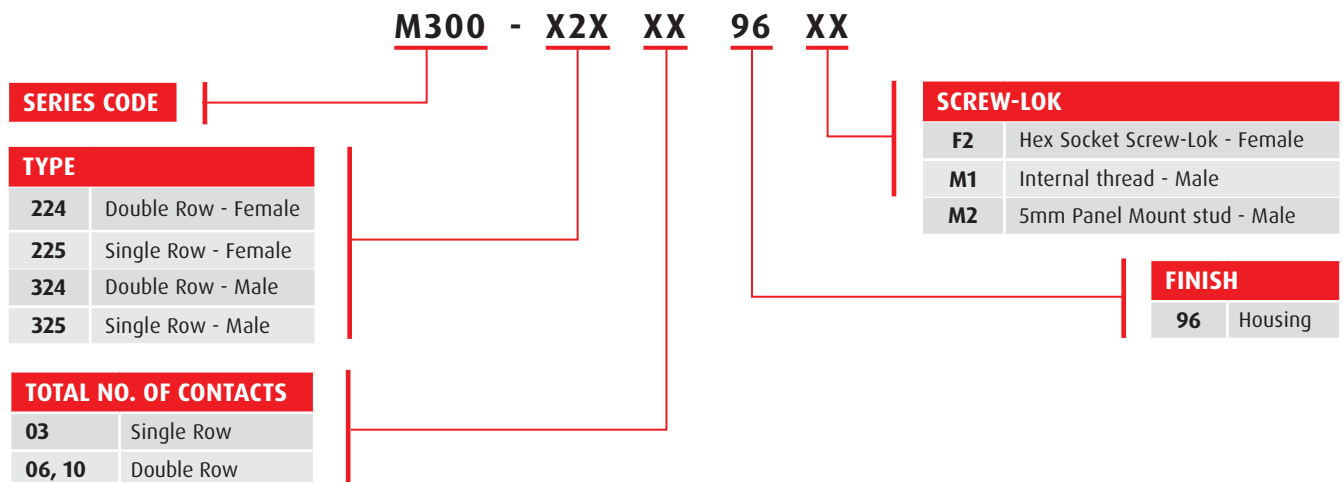 M300 - X2X XX 96 XX
SERIES CODE
TYPE
224 Double Row - Female
225 Single Row - Female
324 Double Row - Male
325 Single Row - Male
TOTAL NO. OF CONTACTS
03 Single Row
06, 10 Double Row
SCREW-LOK
F2 Hex Socket Screw-Lok - Female
M1 Internal thread - Male
M2 5mm Panel Mount stud - Male
FINISH
96 Housing